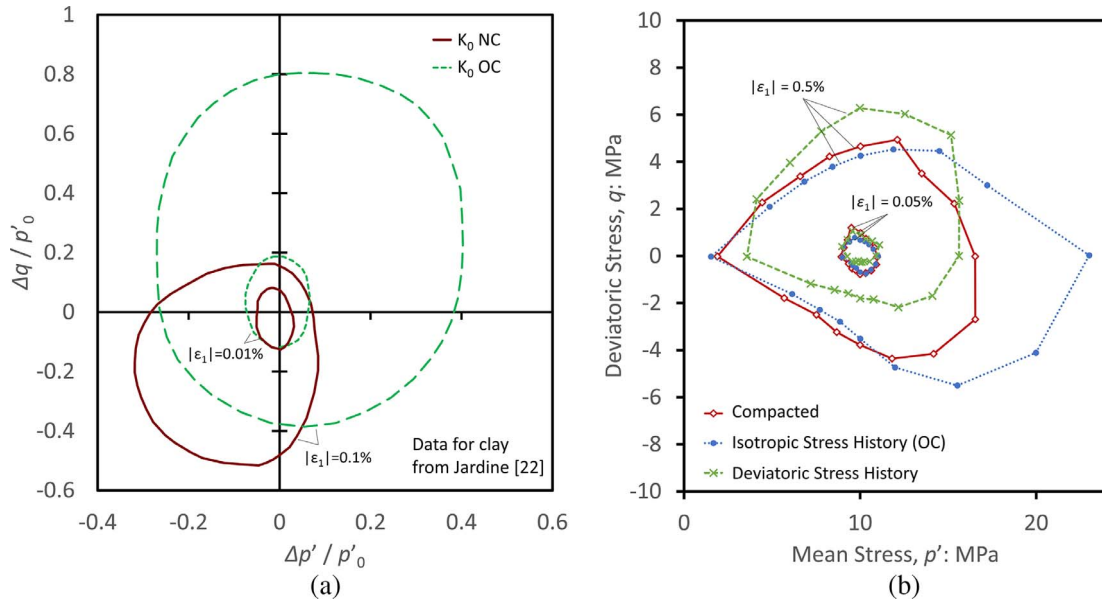 1
0.8
0.6
0.4
0.2
0
-0.2
-0.4
-0.6
Δq / p'0
K0 NC
K0 OC
|ε1|=0.01%
|ε1|=0.1%
Data for clay
from Jardine [22]
-0.4
-0.2
0
0.2
0.4
0.6
Δp' / p'0
(a)
10
8
6
4
2
0
-2
-4
-6
-8
-10
Deviatoric Stress, q: MPa
|ε1| = 0.5%
|ε1| = 0.05%
Compacted
Isotropic Stress History (OC)
Deviatoric Stress History
0
10
20
Mean Stress, p': MPa
(b)